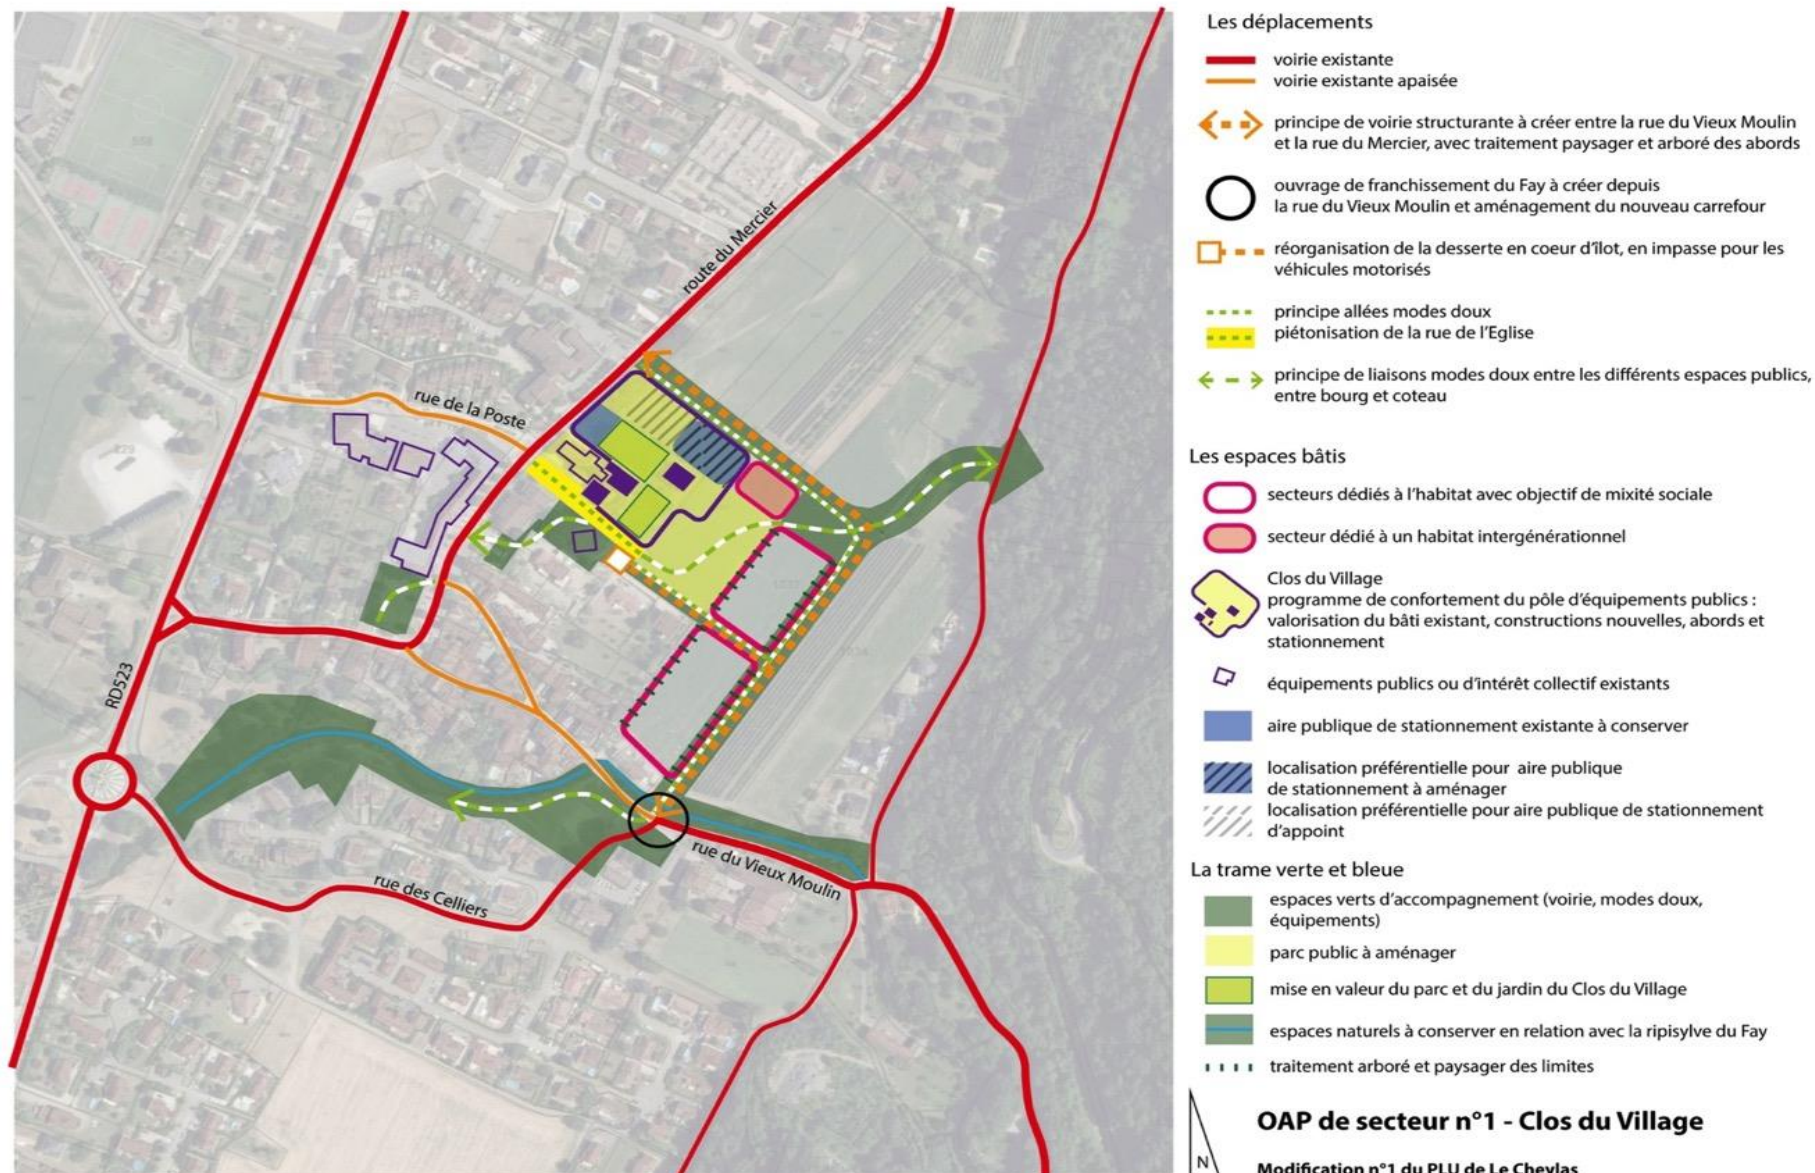 route du Mercier
rue de la Poste
RD523
rue des Celliers
rue du Vieux Moulin
Les déplacements
voirie existante
voirie existante apaisée
principe de voirie structurante à créer entre la rue du Vieux Moulin
et la rue du Mercier, avec traitement paysager et arboré des abords
ouvrage de franchissement du Fay à créer depuis
la rue du Vieux Moulin et aménagement du nouveau carrefour
réorganisation de la desserte en coeur d'îlot, en impasse pour les
véhicules motorisés
principe allées modes doux
piétonisation de la rue de l'Eglise
principe de liaisons modes doux entre les différents espaces publics,
entre bourg et coteau
Les espaces bâtis
secteurs dédiés à l'habitat avec objectif de mixité sociale
secteur dédié à un habitat intergénérationnel
Clos du Village
programme de confortement du pôle d'équipements publics :
valorisation du bâti existant, constructions nouvelles, abords et
stationnement
équipements publics ou d'intérêt collectif existants
aire publique de stationnement existante à conserver
localisation préférentielle pour aire publique
de stationnement à aménager
localisation préférentielle pour aire publique de stationnement
d'appoint
La trame verte et bleue
espaces verts d'accompagnement (voirie, modes doux,
équipements)
parc public à aménager
mise en valeur du parc et du jardin du Clos du Village
espaces naturels à conserver en relation avec la ripisylve du Fay
traitement arboré et paysager des limites
OAP de secteur n°1 - Clos du Village
N
Modification n°1 du PLU de Le Cheylas